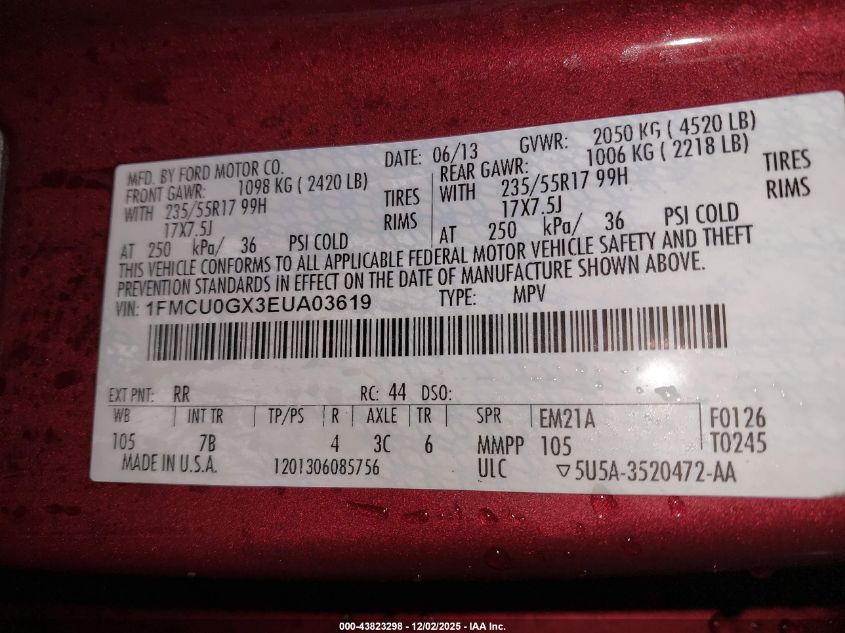 MFD. BY FORD MOTOR CO. DATE: 06/13 GVWR: 2050 KG ( 4520 LB)
FRONT GAWR: 1098 KG ( 2420 LB) REAR GAWR: 1006 KG ( 2218 LB)
WITH 235/55R17 99H TIRES WITH 235/55R17 99H TIRES
17X7.5J RIMS 17X7.5J RIMS
AT 250 kPa/ 36 PSI COLD AT 250 kPa/ 36 PSI COLD
THIS VEHICLE CONFORMS TO ALL APPLICABLE FEDERAL MOTOR VEHICLE SAFETY AND THEFT
PREVENTION STANDARDS IN EFFECT ON THE DATE OF MANUFACTURE SHOWN ABOVE.
VIN: 1FMCU0GX3EUA03619 TYPE: MPV
EXT PNT: RR RC: 44 DSO:
WB INT TR TP/PS R AXLE TR SPR EM21A F0126
105 7B 4 3C 6 MMPP 105 T0245
MADE IN U.S.A. 1201306085756 ULC ▽5U5A-3520472-AA
000-43823298 - 12/02/2025 - IAA Inc.